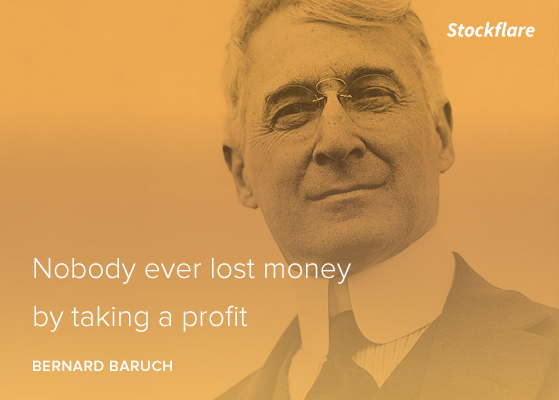 Stockflare
Nobody ever lost money
by taking a profit
BERNARD BARUCH